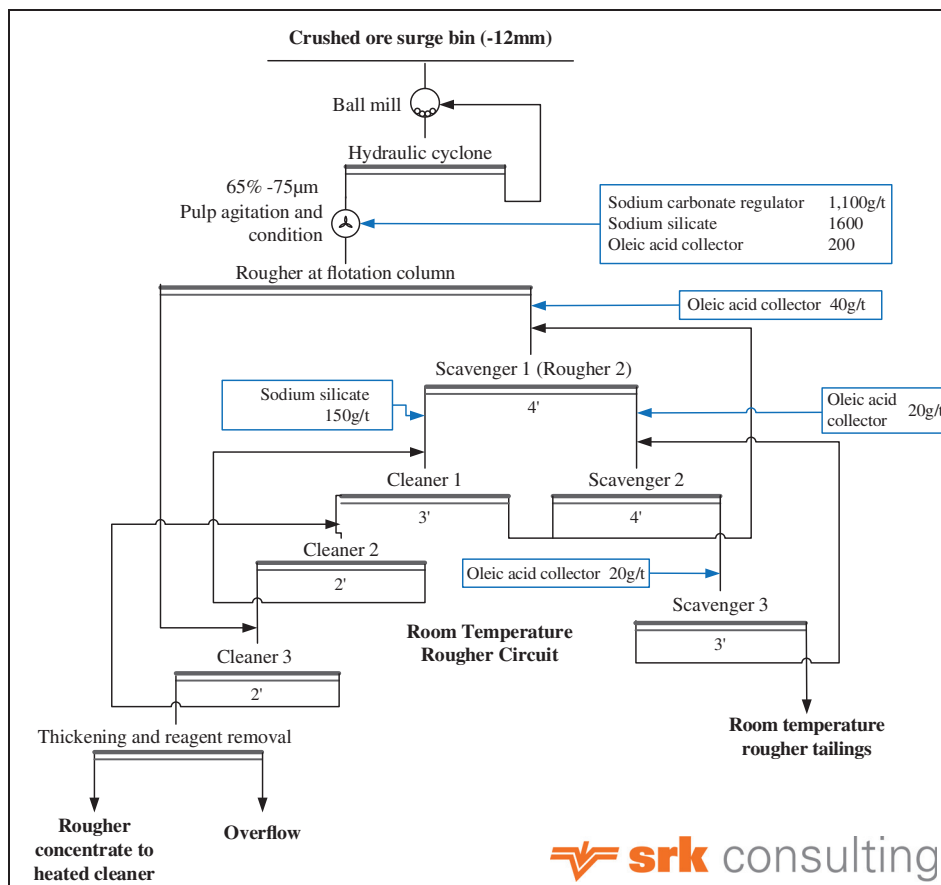 Crushed ore surge bin (-12mm)
Ball mill
Hydraulic cyclone
65% -75µm
Pulp agitation and
condition
Sodium carbonate regulator 1,100g/t
Sodium silicate 1600
Oleic acid collector 200
Rougher at flotation column
Oleic acid collector 40g/t
Scavenger 1 (Rougher 2)
4'
Sodium silicate
150g/t
Oleic acid
collector 20g/t
Cleaner 1
3'
Scavenger 2
4'
Cleaner 2
2'
Oleic acid collector 20g/t
Scavenger 3
3'
Room Temperature
Rougher Circuit
Cleaner 3
2'
Room temperature
rougher tailings
Thickening and reagent removal
Rougher
concentrate to
heated cleaner
Overflow
srk consulting